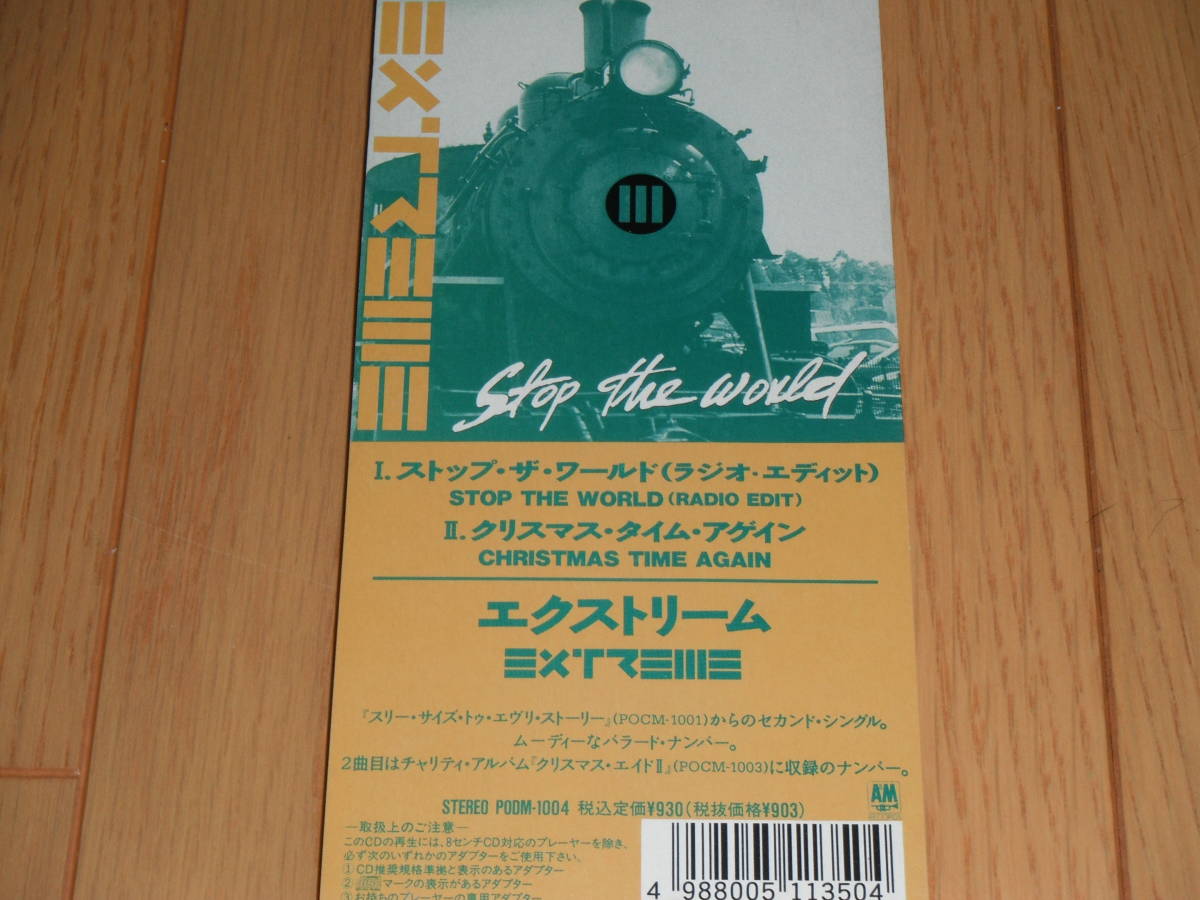 EXTREME
III
Stop the world
I. ストップ・ザ・ワールド(ラジオ・エディット)
STOP THE WORLD (RADIO EDIT)
II. クリスマス・タイム・アゲイン
CHRISTMAS TIME AGAIN
エクストリーム
EXTREME
『スリー・サイズ・トゥ・エヴリ・ストーリー』(POCM-1001)からのセカンド・シングル。
ムーディーなバラード・ナンバー。
2曲目はチャリティ・アルバム『クリスマス・エイドII』(POCM-1003)に収録のナンバー。
A&M
RECORDS
STEREO PODM-1004 税込定価¥930(税抜価格¥903)
—取扱上のご注意—
このCDの再生には、8センチCD対応のプレーヤーを除き、
必ず次のいずれかのアダプターをご使用下さい。
①CD推奨規格準拠と表示のあるアダプター
②マークの表示があるアダプター
③お持ちのプレーヤーの専用アダプター
4 988005 113504